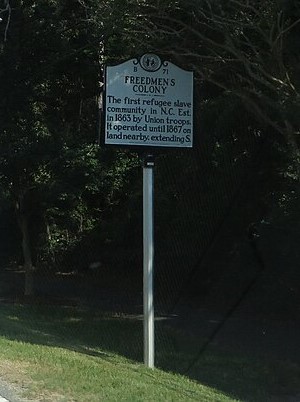 B 71
FREEDMEN'S
COLONY
The first refugee slave
community in N.C. Est.
in 1863 by Union troops.
It operated until 1867 on
land nearby, extending S.